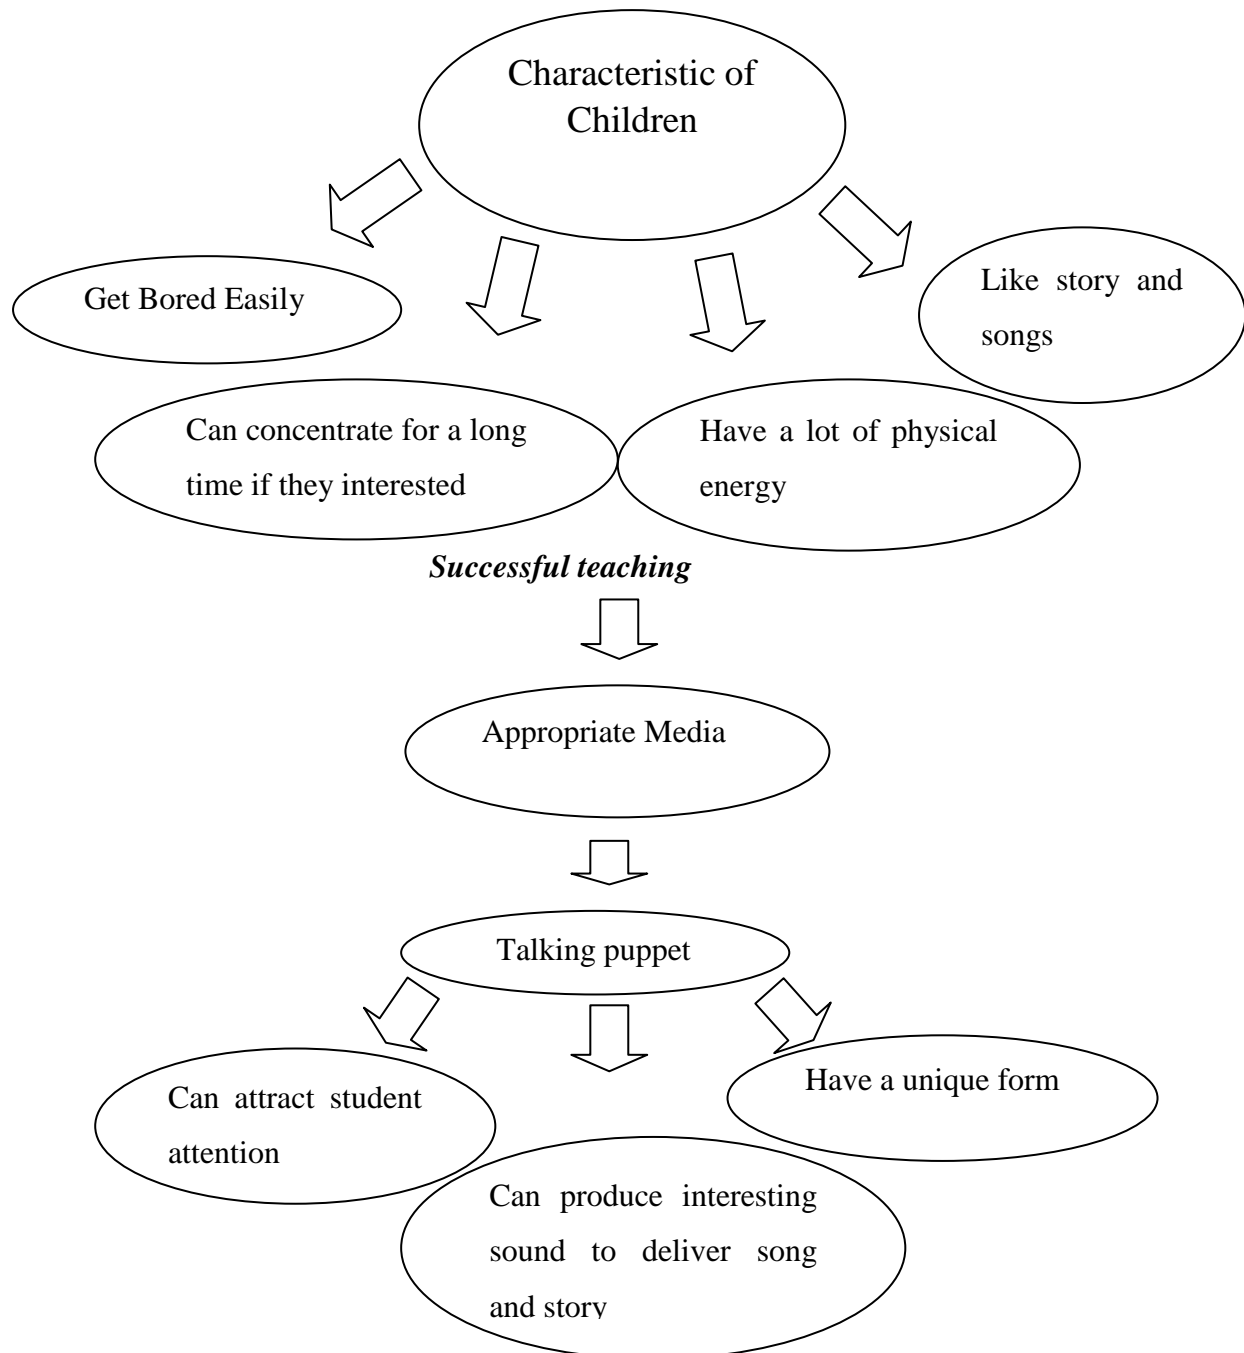 Characteristic of
Children
Get Bored Easily
Like story and
songs
Can concentrate for a long
time if they interested
Have a lot of physical
energy
Successful teaching
Appropriate Media
Talking puppet
Can attract student
attention
Have a unique form
Can produce interesting
sound to deliver song
and story